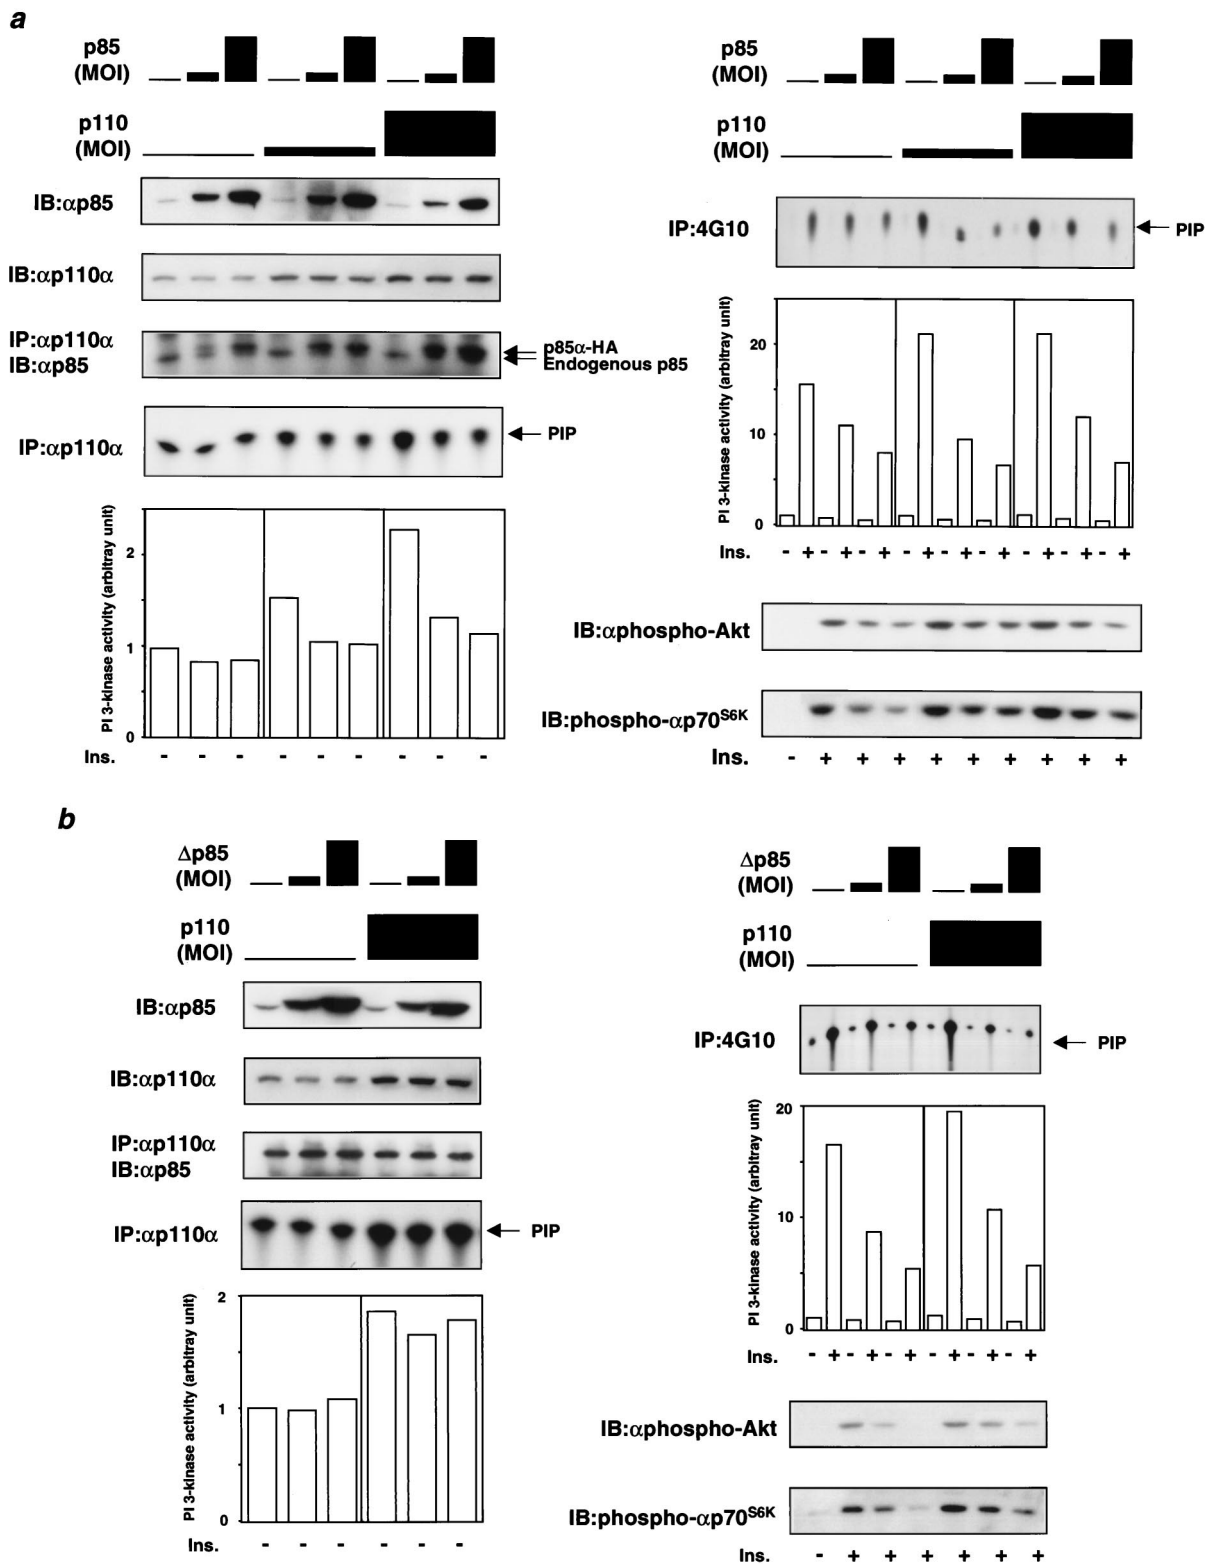 a
p85
(MOI)
p110
(MOI)
IB:αp85
IB:αp110α
IP:αp110α
IB:αp85
p85α-HA
Endogenous p85
IP:αp110α
PIP
PI 3-kinase activity (arbitray unit)
2
1
0
Ins.
- - - - - - - - -
p85
(MOI)
p110
(MOI)
IP:4G10
PIP
PI 3-kinase activity (arbitray unit)
20
10
0
Ins.
- + - + - + - + - + - + - + - + - +
IB:αphospho-Akt
IB:phospho-αp70S6K
Ins.
- + + + + + + + + +
b
Δp85
(MOI)
p110
(MOI)
IB:αp85
IB:αp110α
IP:αp110α
IB:αp85
IP:αp110α
PIP
PI 3-kinase activity (arbitray unit)
2
1
0
Ins.
- - - - - -
Δp85
(MOI)
p110
(MOI)
IP:4G10
PIP
PI 3-kinase activity (arbitray unit)
20
10
0
Ins.
- + - + - + - + - + - +
IB:αphospho-Akt
IB:phospho-αp70S6K
Ins.
- + + + + + +